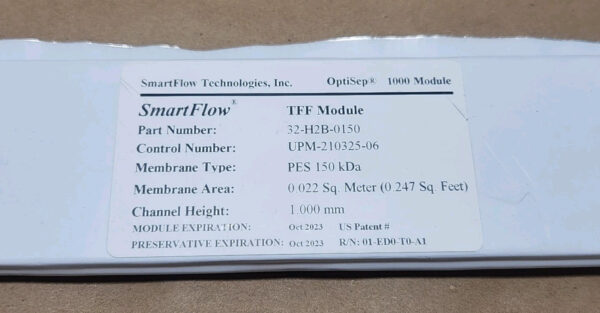 SmartFlow Technologies, Inc. OptiSep® 1000 Module
SmartFlow® TFF Module
Part Number: 32-H2B-0150
Control Number: UPM-210325-06
Membrane Type: PES 150 kDa
Membrane Area: 0.022 Sq. Meter (0.247 Sq. Feet)
Channel Height: 1.000 mm
MODULE EXPIRATION: Oct 2023 US Patent #
PRESERVATIVE EXPIRATION: Oct 2023 R/N: 01-ED0-T0-A1